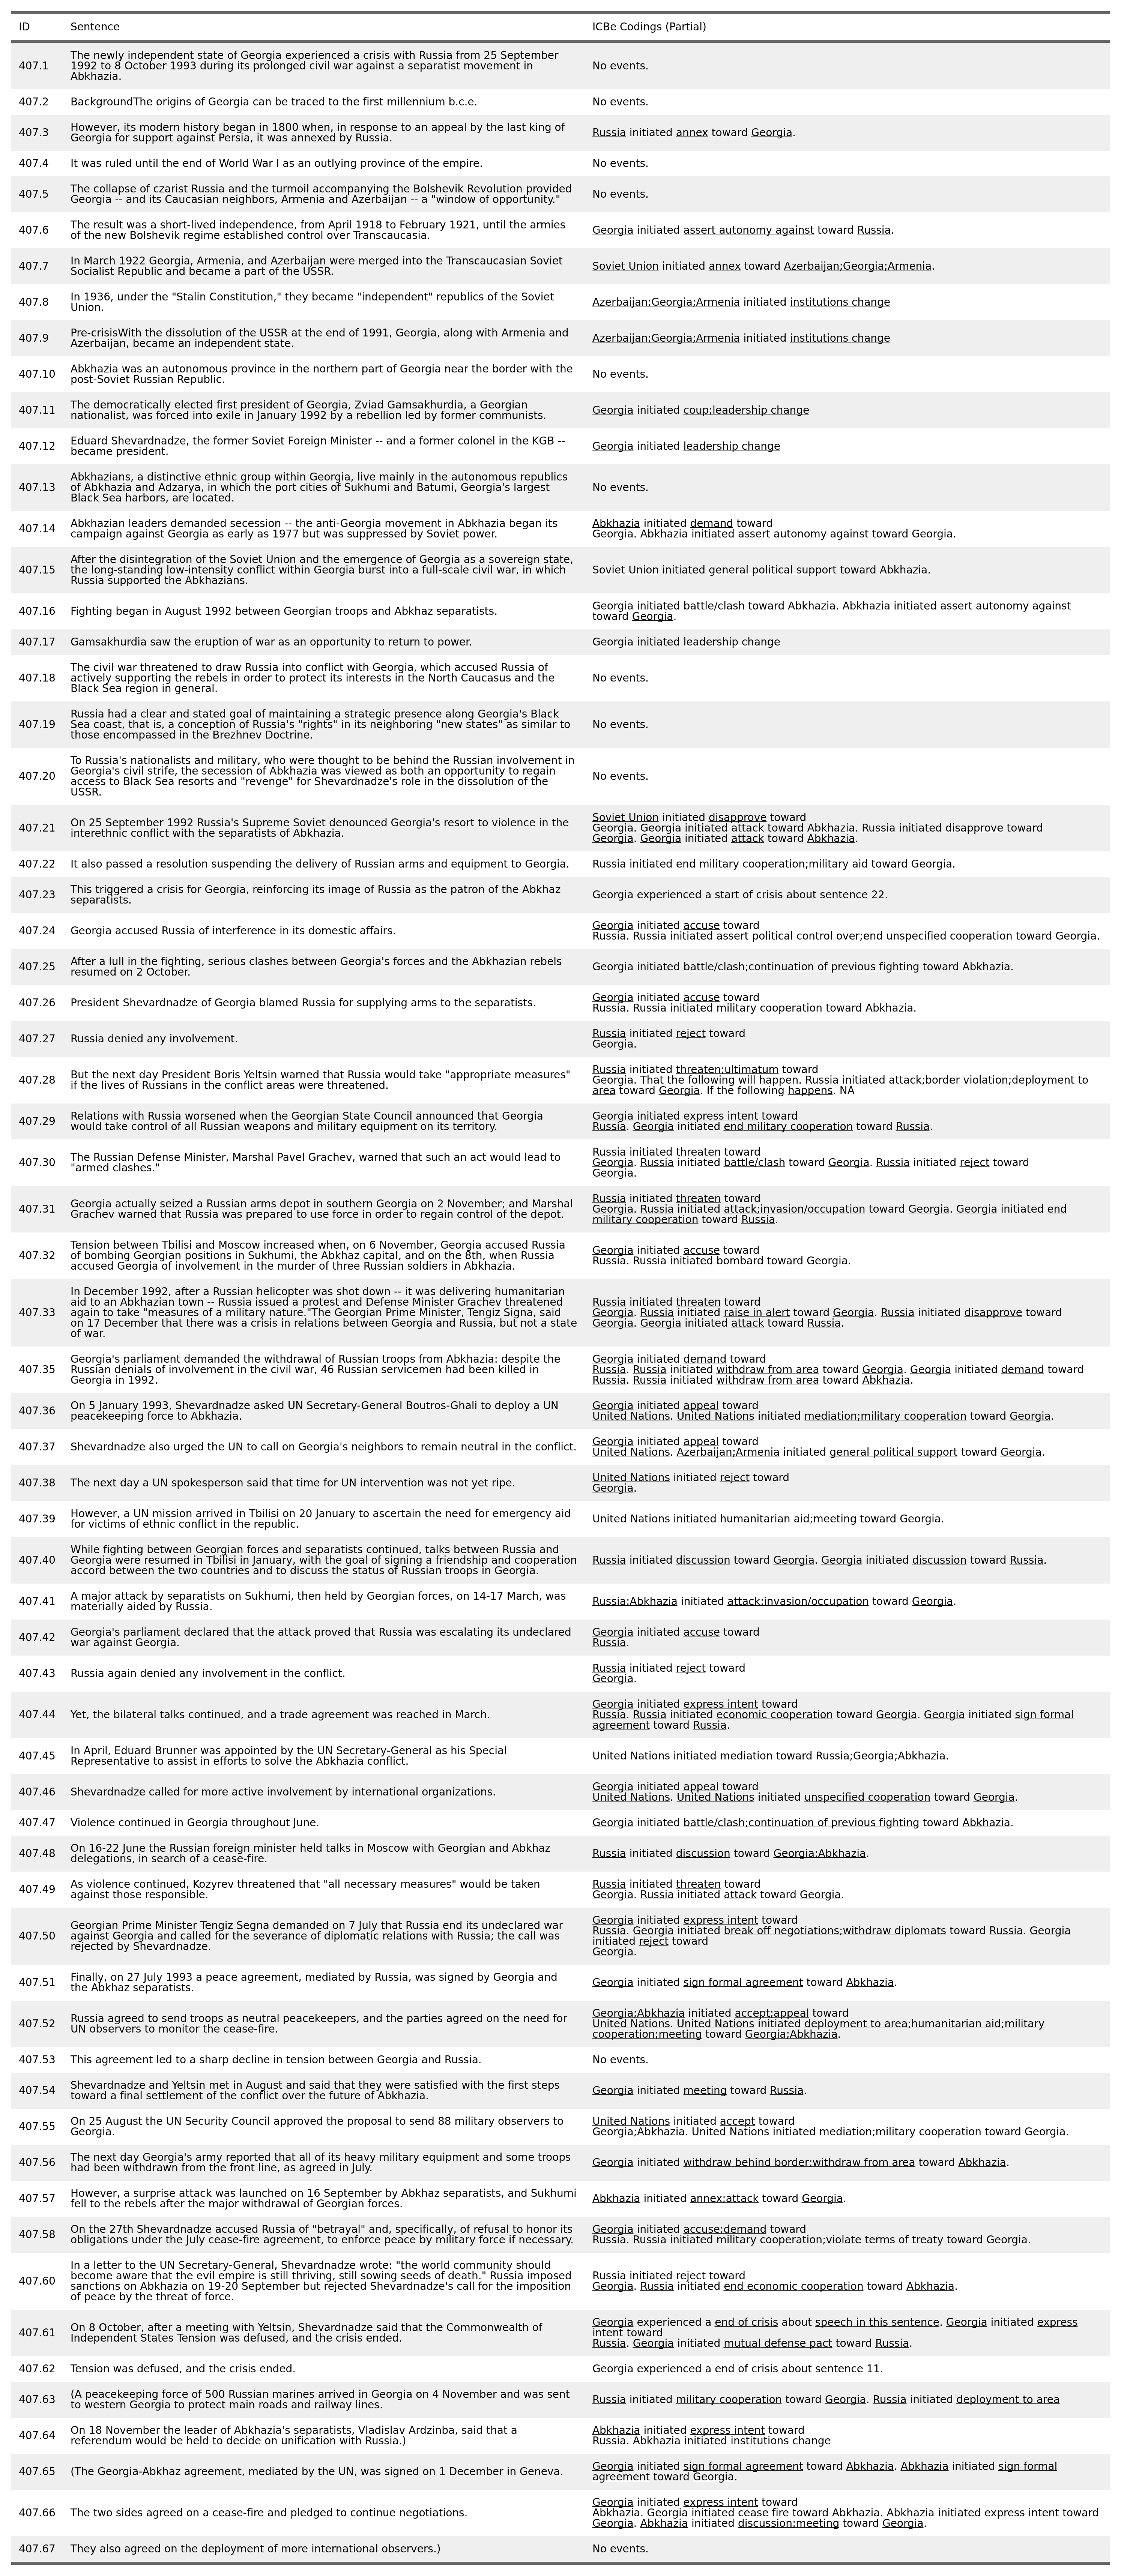 ID Sentence ICBe Codings (Partial)
407.1 The newly independent state of Georgia experienced a crisis with Russia from 25 September
1992 to 8 October 1993 during its prolonged civil war against a separatist movement in
Abkhazia.
No events.
407.2 BackgroundThe origins of Georgia can be traced to the first millennium b.c.e. No events.
407.3 However, its modern history began in 1800 when, in response to an appeal by the last king of
Georgia for support against Persia, it was annexed by Russia.
Russia initiated annex toward Georgia.
407.4 It was ruled until the end of World War I as an outlying province of the empire. No events.
407.5 The collapse of czarist Russia and the turmoil accompanying the Bolshevik Revolution provided
Georgia -- and its Caucasian neighbors, Armenia and Azerbaijan -- a "window of opportunity."
No events.
407.6 The result was a short-lived independence, from April 1918 to February 1921, until the armies
of the new Bolshevik regime established control over Transcaucasia.
Georgia initiated assert autonomy against toward Russia.
407.7 In March 1922 Georgia, Armenia, and Azerbaijan were merged into the Transcaucasian Soviet
Socialist Republic and became a part of the USSR.
Soviet Union initiated annex toward Azerbaijan;Georgia;Armenia.
407.8 In 1936, under the "Stalin Constitution," they became "independent" republics of the Soviet
Union.
Azerbaijan;Georgia;Armenia initiated institutions change
407.9 Pre-crisisWith the dissolution of the USSR at the end of 1991, Georgia, along with Armenia and
Azerbaijan, became an independent state.
Azerbaijan;Georgia;Armenia initiated institutions change
407.10 Abkhazia was an autonomous province in the northern part of Georgia near the border with the
post-Soviet Russian Republic.
No events.
407.11 The democratically elected first president of Georgia, Zviad Gamsakhurdia, a Georgian
nationalist, was forced into exile in January 1992 by a rebellion led by former communists.
Georgia initiated coup;leadership change
407.12 Eduard Shevardnadze, the former Soviet Foreign Minister -- and a former colonel in the KGB --
became president.
Georgia initiated leadership change
407.13 Abkhazians, a distinctive ethnic group within Georgia, live mainly in the autonomous republics
of Abkhazia and Adzarya, in which the port cities of Sukhumi and Batumi, Georgia's largest
Black Sea harbors, are located.
No events.
407.14 Abkhazian leaders demanded secession -- the anti-Georgia movement in Abkhazia began its
campaign against Georgia as early as 1977 but was suppressed by Soviet power.
Abkhazia initiated demand toward
Georgia. Abkhazia initiated assert autonomy against toward Georgia.
407.15 After the disintegration of the Soviet Union and the emergence of Georgia as a sovereign state,
the long-standing low-intensity conflict within Georgia burst into a full-scale civil war, in which
Russia supported the Abkhazians.
Soviet Union initiated general political support toward Abkhazia.
407.16 Fighting began in August 1992 between Georgian troops and Abkhaz separatists.
Georgia initiated battle/clash toward Abkhazia. Abkhazia initiated assert autonomy against
toward Georgia.
407.17 Gamsakhurdia saw the eruption of war as an opportunity to return to power. Georgia initiated leadership change
407.18 The civil war threatened to draw Russia into conflict with Georgia, which accused Russia of
actively supporting the rebels in order to protect its interests in the North Caucasus and the
Black Sea region in general.
No events.
407.19 Russia had a clear and stated goal of maintaining a strategic presence along Georgia's Black
Sea coast, that is, a conception of Russia's "rights" in its neighboring "new states" as similar to
those encompassed in the Brezhnev Doctrine.
No events.
407.20 To Russia's nationalists and military, who were thought to be behind the Russian involvement in
Georgia's civil strife, the secession of Abkhazia was viewed as both an opportunity to regain
access to Black Sea resorts and "revenge" for Shevardnadze's role in the dissolution of the
USSR.
No events.
407.21 On 25 September 1992 Russia's Supreme Soviet denounced Georgia's resort to violence in the
interethnic conflict with the separatists of Abkhazia.
Soviet Union initiated disapprove toward
Georgia. Georgia initiated attack toward Abkhazia. Russia initiated disapprove toward
Georgia. Georgia initiated attack toward Abkhazia.
407.22 It also passed a resolution suspending the delivery of Russian arms and equipment to Georgia. Russia initiated end military cooperation;military aid toward Georgia.
407.23 This triggered a crisis for Georgia, reinforcing its image of Russia as the patron of the Abkhaz
separatists.
Georgia experienced a start of crisis about sentence 22.
407.24 Georgia accused Russia of interference in its domestic affairs.
Georgia initiated accuse toward
Russia. Russia initiated assert political control over;end unspecified cooperation toward Georgia.
407.25 After a lull in the fighting, serious clashes between Georgia's forces and the Abkhazian rebels
resumed on 2 October.
Georgia initiated battle/clash;continuation of previous fighting toward Abkhazia.
407.26 President Shevardnadze of Georgia blamed Russia for supplying arms to the separatists.
Georgia initiated accuse toward
Russia. Russia initiated military cooperation toward Abkhazia.
407.27 Russia denied any involvement.
Russia initiated reject toward
Georgia.
407.28 But the next day President Boris Yeltsin warned that Russia would take "appropriate measures"
if the lives of Russians in the conflict areas were threatened.
Russia initiated threaten;ultimatum toward
Georgia. That the following will happen. Russia initiated attack;border violation;deployment to
area toward Georgia. If the following happens. NA
407.29 Relations with Russia worsened when the Georgian State Council announced that Georgia
would take control of all Russian weapons and military equipment on its territory.
Georgia initiated express intent toward
Russia. Georgia initiated end military cooperation toward Russia.
407.30 The Russian Defense Minister, Marshal Pavel Grachev, warned that such an act would lead to
"armed clashes."
Russia initiated threaten toward
Georgia. Russia initiated battle/clash toward Georgia. Russia initiated reject toward
Georgia.
407.31 Georgia actually seized a Russian arms depot in southern Georgia on 2 November; and Marshal
Grachev warned that Russia was prepared to use force in order to regain control of the depot.
Russia initiated threaten toward
Georgia. Russia initiated attack;invasion/occupation toward Georgia. Georgia initiated end
military cooperation toward Russia.
407.32 Tension between Tbilisi and Moscow increased when, on 6 November, Georgia accused Russia
of bombing Georgian positions in Sukhumi, the Abkhaz capital, and on the 8th, when Russia
accused Georgia of involvement in the murder of three Russian soldiers in Abkhazia.
Georgia initiated accuse toward
Russia. Russia initiated bombard toward Georgia.
407.33 In December 1992, after a Russian helicopter was shot down -- it was delivering humanitarian
aid to an Abkhazian town -- Russia issued a protest and Defense Minister Grachev threatened
again to take "measures of a military nature."The Georgian Prime Minister, Tengiz Signa, said
on 17 December that there was a crisis in relations between Georgia and Russia, but not a state
of war.
Russia initiated threaten toward
Georgia. Russia initiated raise in alert toward Georgia. Russia initiated disapprove toward
Georgia. Georgia initiated attack toward Russia.
407.35 Georgia's parliament demanded the withdrawal of Russian troops from Abkhazia: despite the
Russian denials of involvement in the civil war, 46 Russian servicemen had been killed in
Georgia in 1992.
Georgia initiated demand toward
Russia. Russia initiated withdraw from area toward Georgia. Georgia initiated demand toward
Russia. Russia initiated withdraw from area toward Abkhazia.
407.36 On 5 January 1993, Shevardnadze asked UN Secretary-General Boutros-Ghali to deploy a UN
peacekeeping force to Abkhazia.
Georgia initiated appeal toward
United Nations. United Nations initiated mediation;military cooperation toward Georgia.
407.37 Shevardnadze also urged the UN to call on Georgia's neighbors to remain neutral in the conflict.
Georgia initiated appeal toward
United Nations. Azerbaijan;Armenia initiated general political support toward Georgia.
407.38 The next day a UN spokesperson said that time for UN intervention was not yet ripe.
United Nations initiated reject toward
Georgia.
407.39 However, a UN mission arrived in Tbilisi on 20 January to ascertain the need for emergency aid
for victims of ethnic conflict in the republic.
United Nations initiated humanitarian aid;meeting toward Georgia.
407.40 While fighting between Georgian forces and separatists continued, talks between Russia and
Georgia were resumed in Tbilisi in January, with the goal of signing a friendship and cooperation
accord between the two countries and to discuss the status of Russian troops in Georgia.
Russia initiated discussion toward Georgia. Georgia initiated discussion toward Russia.
407.41 A major attack by separatists on Sukhumi, then held by Georgian forces, on 14-17 March, was
materially aided by Russia.
Russia;Abkhazia initiated attack;invasion/occupation toward Georgia.
407.42 Georgia's parliament declared that the attack proved that Russia was escalating its undeclared
war against Georgia.
Georgia initiated accuse toward
Russia.
407.43 Russia again denied any involvement in the conflict.
Russia initiated reject toward
Georgia.
407.44 Yet, the bilateral talks continued, and a trade agreement was reached in March.
Georgia initiated express intent toward
Russia. Russia initiated economic cooperation toward Georgia. Georgia initiated sign formal
agreement toward Russia.
407.45 In April, Eduard Brunner was appointed by the UN Secretary-General as his Special
Representative to assist in efforts to solve the Abkhazia conflict.
United Nations initiated mediation toward Russia;Georgia;Abkhazia.
407.46 Shevardnadze called for more active involvement by international organizations.
Georgia initiated appeal toward
United Nations. United Nations initiated unspecified cooperation toward Georgia.
407.47 Violence continued in Georgia throughout June. Georgia initiated battle/clash;continuation of previous fighting toward Abkhazia.
407.48 On 16-22 June the Russian foreign minister held talks in Moscow with Georgian and Abkhaz
delegations, in search of a cease-fire.
Russia initiated discussion toward Georgia;Abkhazia.
407.49 As violence continued, Kozyrev threatened that "all necessary measures" would be taken
against those responsible.
Russia initiated threaten toward
Georgia. Russia initiated attack toward Georgia.
407.50 Georgian Prime Minister Tengiz Segna demanded on 7 July that Russia end its undeclared war
against Georgia and called for the severance of diplomatic relations with Russia; the call was
rejected by Shevardnadze.
Georgia initiated express intent toward
Russia. Georgia initiated break off negotiations;withdraw diplomats toward Russia. Georgia
initiated reject toward
Georgia.
407.51 Finally, on 27 July 1993 a peace agreement, mediated by Russia, was signed by Georgia and
the Abkhaz separatists.
Georgia initiated sign formal agreement toward Abkhazia.
407.52 Russia agreed to send troops as neutral peacekeepers, and the parties agreed on the need for
UN observers to monitor the cease-fire.
Georgia;Abkhazia initiated accept;appeal toward
United Nations. United Nations initiated deployment to area;humanitarian aid;military
cooperation;meeting toward Georgia;Abkhazia.
407.53 This agreement led to a sharp decline in tension between Georgia and Russia. No events.
407.54 Shevardnadze and Yeltsin met in August and said that they were satisfied with the first steps
toward a final settlement of the conflict over the future of Abkhazia.
Georgia initiated meeting toward Russia.
407.55 On 25 August the UN Security Council approved the proposal to send 88 military observers to
Georgia.
United Nations initiated accept toward
Georgia;Abkhazia. United Nations initiated mediation;military cooperation toward Georgia.
407.56 The next day Georgia's army reported that all of its heavy military equipment and some troops
had been withdrawn from the front line, as agreed in July.
Georgia initiated withdraw behind border;withdraw from area toward Abkhazia.
407.57 However, a surprise attack was launched on 16 September by Abkhaz separatists, and Sukhumi
fell to the rebels after the major withdrawal of Georgian forces.
Abkhazia initiated annex;attack toward Georgia.
407.58 On the 27th Shevardnadze accused Russia of "betrayal" and, specifically, of refusal to honor its
obligations under the July cease-fire agreement, to enforce peace by military force if necessary.
Georgia initiated accuse;demand toward
Russia. Russia initiated military cooperation;violate terms of treaty toward Georgia.
407.60 In a letter to the UN Secretary-General, Shevardnadze wrote: "the world community should
become aware that the evil empire is still thriving, still sowing seeds of death." Russia imposed
sanctions on Abkhazia on 19-20 September but rejected Shevardnadze's call for the imposition
of peace by the threat of force.
Russia initiated reject toward
Georgia. Russia initiated end economic cooperation toward Abkhazia.
407.61 On 8 October, after a meeting with Yeltsin, Shevardnadze said that the Commonwealth of
Independent States Tension was defused, and the crisis ended.
Georgia experienced a end of crisis about speech in this sentence. Georgia initiated express
intent toward
Russia. Georgia initiated mutual defense pact toward Russia.
407.62 Tension was defused, and the crisis ended. Georgia experienced a end of crisis about sentence 11.
407.63 (A peacekeeping force of 500 Russian marines arrived in Georgia on 4 November and was sent
to western Georgia to protect main roads and railway lines.
Russia initiated military cooperation toward Georgia. Russia initiated deployment to area
407.64 On 18 November the leader of Abkhazia's separatists, Vladislav Ardzinba, said that a
referendum would be held to decide on unification with Russia.)
Abkhazia initiated express intent toward
Russia. Abkhazia initiated institutions change
407.65 (The Georgia-Abkhaz agreement, mediated by the UN, was signed on 1 December in Geneva.
Georgia initiated sign formal agreement toward Abkhazia. Abkhazia initiated sign formal
agreement toward Georgia.
407.66 The two sides agreed on a cease-fire and pledged to continue negotiations.
Georgia initiated express intent toward
Abkhazia. Georgia initiated cease fire toward Abkhazia. Abkhazia initiated express intent toward
Georgia. Abkhazia initiated discussion;meeting toward Georgia.
407.67 They also agreed on the deployment of more international observers.) No events.